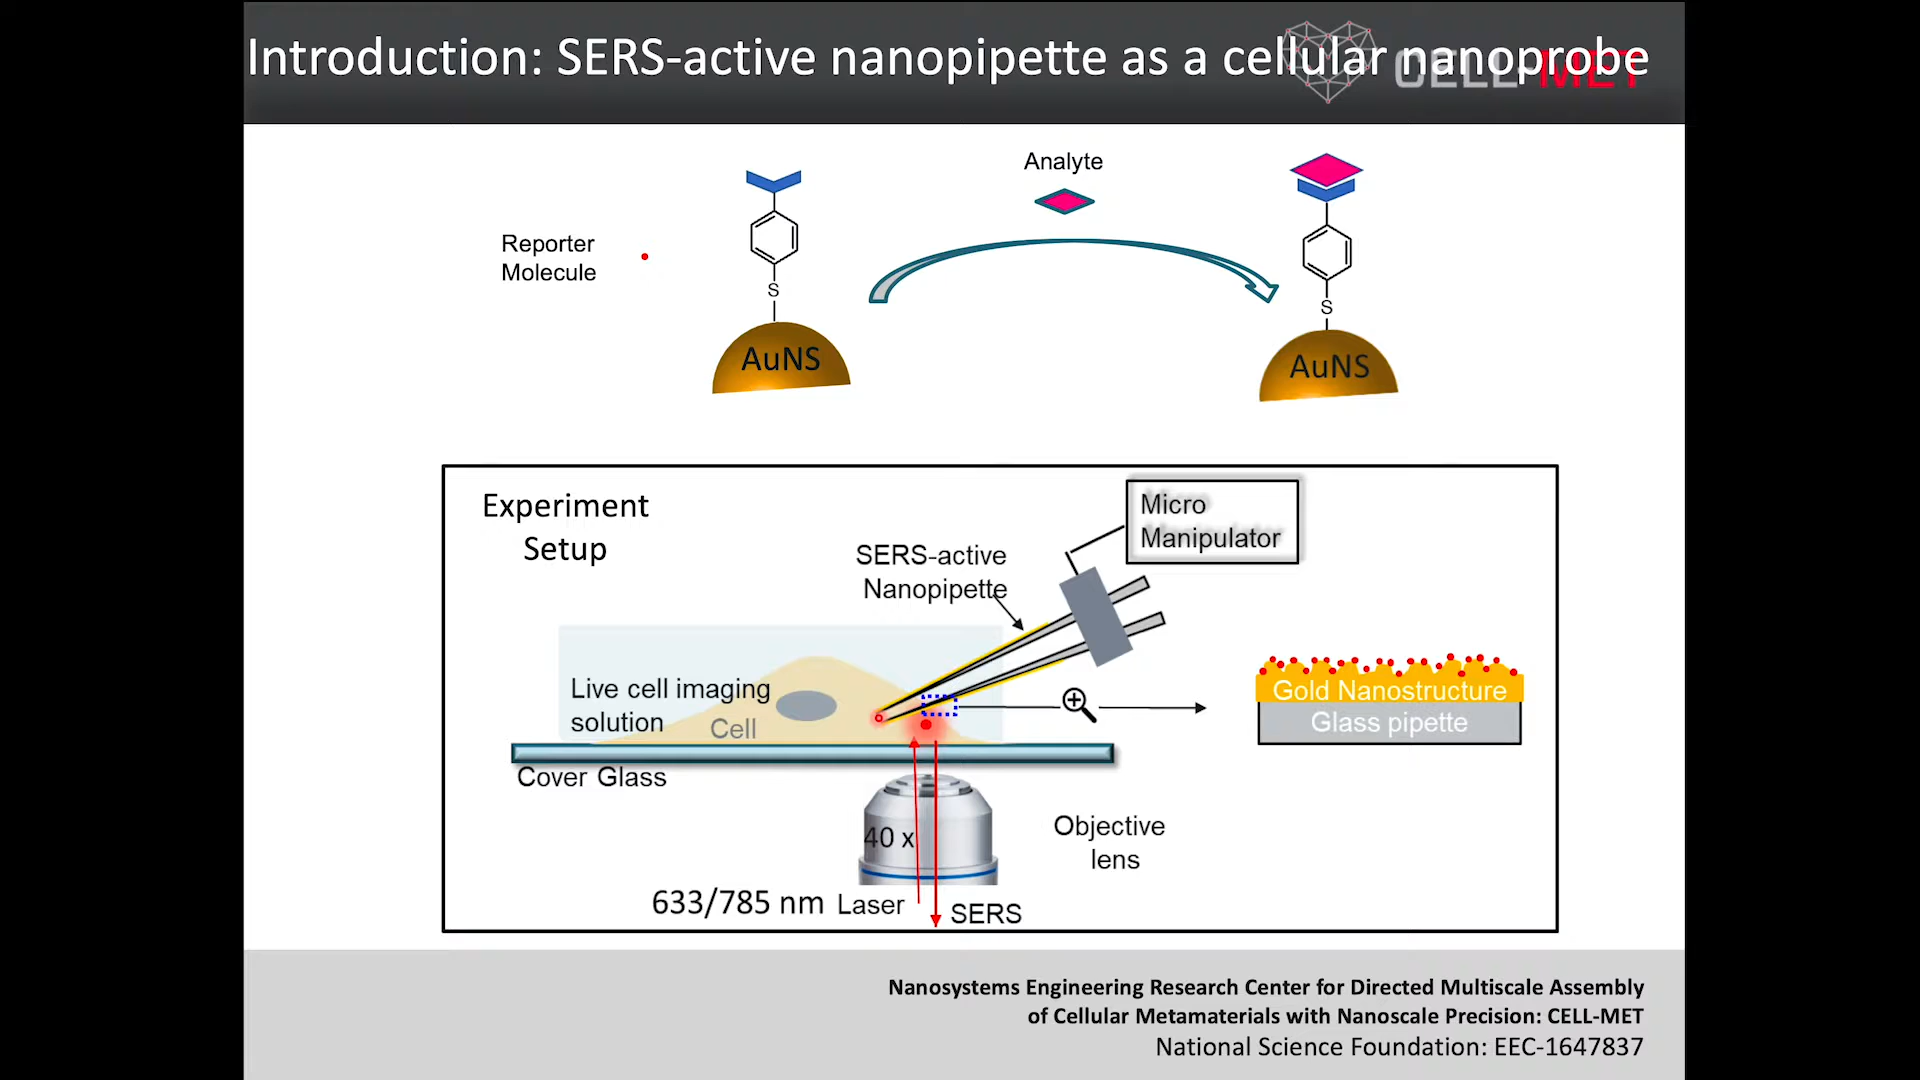 Introduction: SERS-active nanopipette as a cellular nanoprobe
CELL-MET
Analyte
Reporter
Molecule
S
AuNS
S
AuNS
Experiment
Setup
Micro
Manipulator
SERS-active
Nanopipette
Live cell imaging
solution
Cell
Gold Nanostructure
Glass pipette
Cover Glass
40 x
Objective
lens
633/785 nm Laser
SERS
Nanosystems Engineering Research Center for Directed Multiscale Assembly
of Cellular Metamaterials with Nanoscale Precision: CELL-MET
National Science Foundation: EEC-1647837